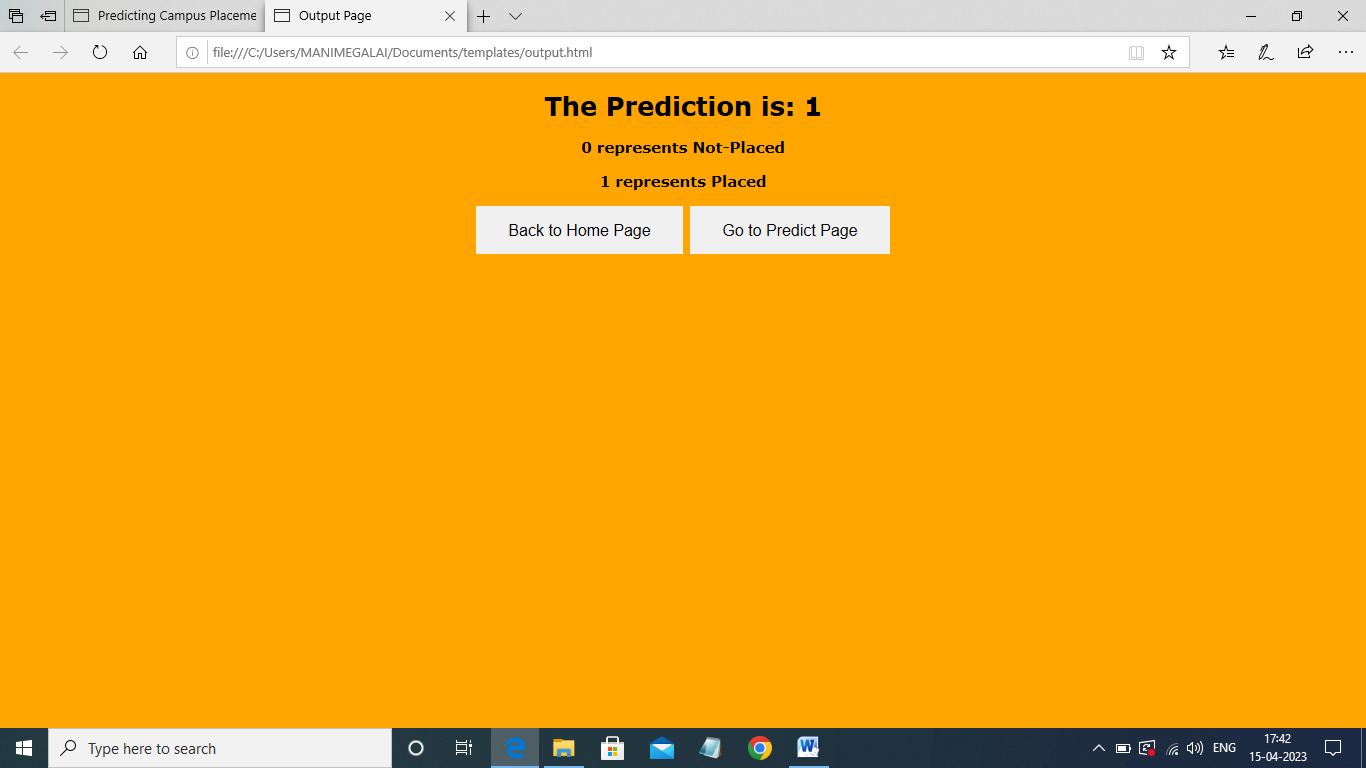 Predicting Campus Placeme
Output Page
file:///C:/Users/MANIMEGALAI/Documents/templates/output.html
The Prediction is: 1
0 represents Not-Placed
1 represents Placed
Back to Home Page
Go to Predict Page
Type here to search
ENG
17:42
15-04-2023